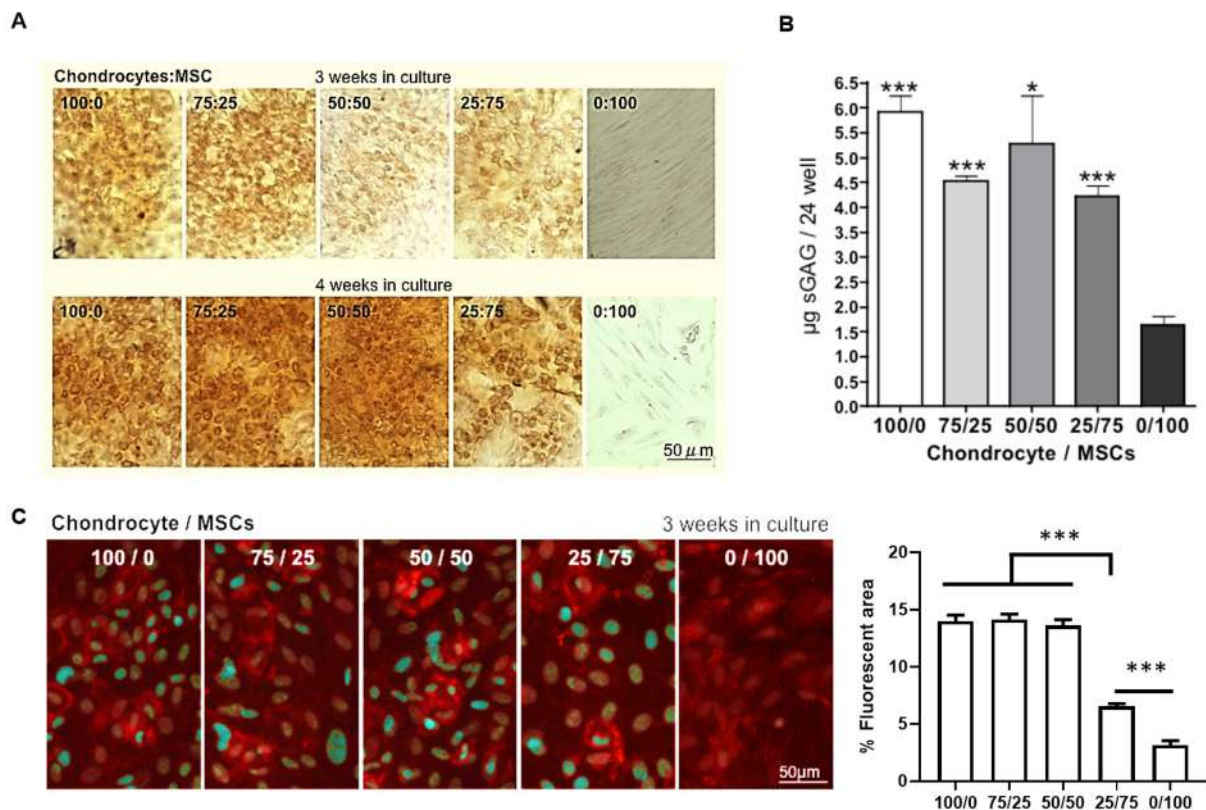 A
Chondrocytes:MSC
3 weeks in culture
100:0
75:25
50:50
25:75
0:100
4 weeks in culture
100:0
75:25
50:50
25:75
0:100
50 μm
B
μg sGAG / 24 well
6.5
6.0
5.5
5.0
4.5
4.0
3.5
3.0
2.5
2.0
1.5
1.0
0.5
0.0
***
***
*
***
100/0 75/25 50/50 25/75 0/100
Chondrocyte / MSCs
C
Chondrocyte / MSCs
3 weeks in culture
100 / 0
75 / 25
50 / 50
25 / 75
0 / 100
50μm
% Fluorescent area
20
15
10
5
0
***
***
100/0 75/25 50/50 25/75 0/100